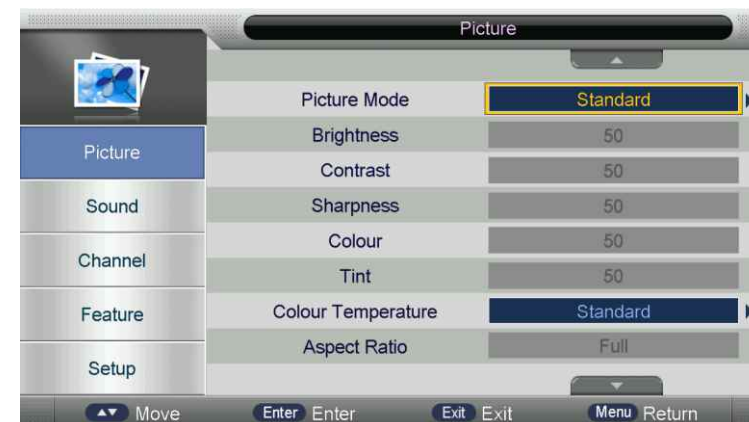 Picture
Picture
Sound
Channel
Feature
Setup
Picture Mode Standard
Brightness 50
Contrast 50
Sharpness 50
Colour 50
Tint 50
Colour Temperature Standard
Aspect Ratio Full
Move Enter Enter Exit Exit Menu Return